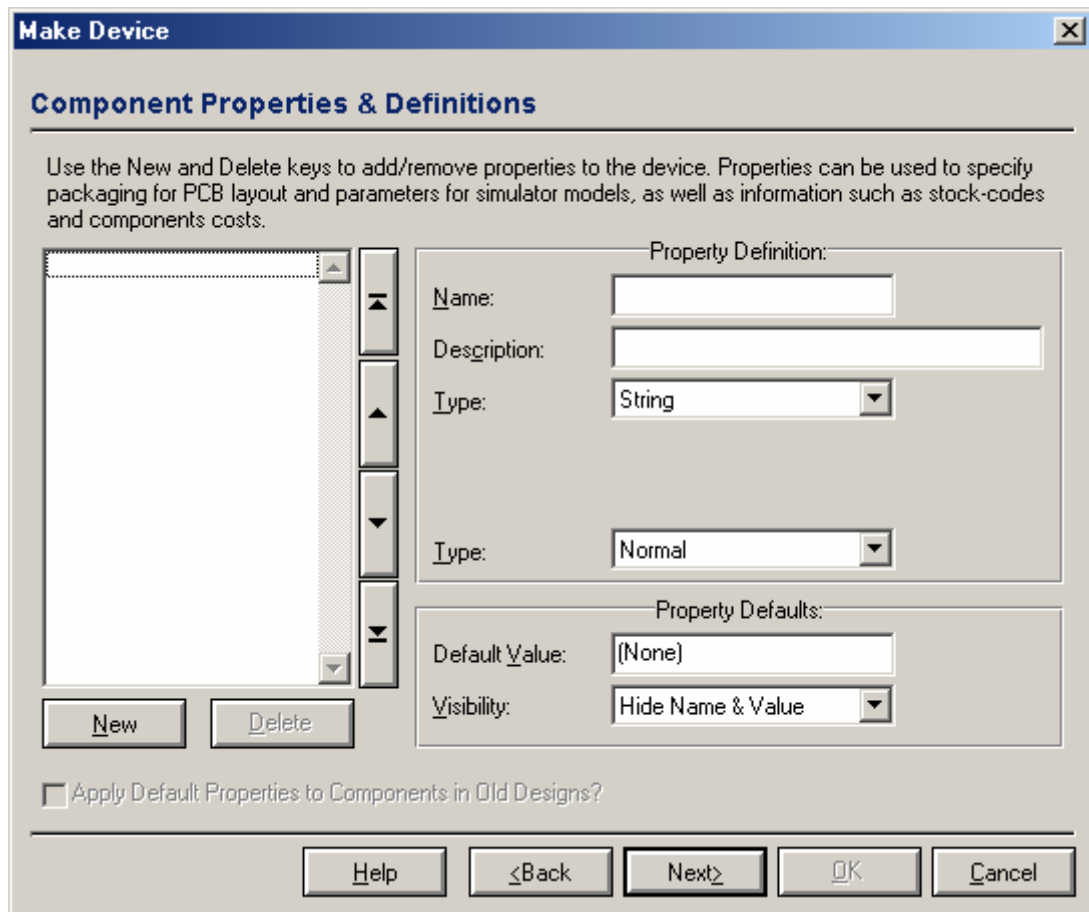 Make Device
Component Properties & Definitions
Use the New and Delete keys to add/remove properties to the device. Properties can be used to specify
packaging for PCB layout and parameters for simulator models, as well as information such as stock-codes
and components costs.
Property Definition:
Name:
Description:
Type: String
Type: Normal
Property Defaults:
Default Value: (None)
Visibility: Hide Name & Value
New Delete
Apply Default Properties to Components in Old Designs?
Help <Back Next> OK Cancel